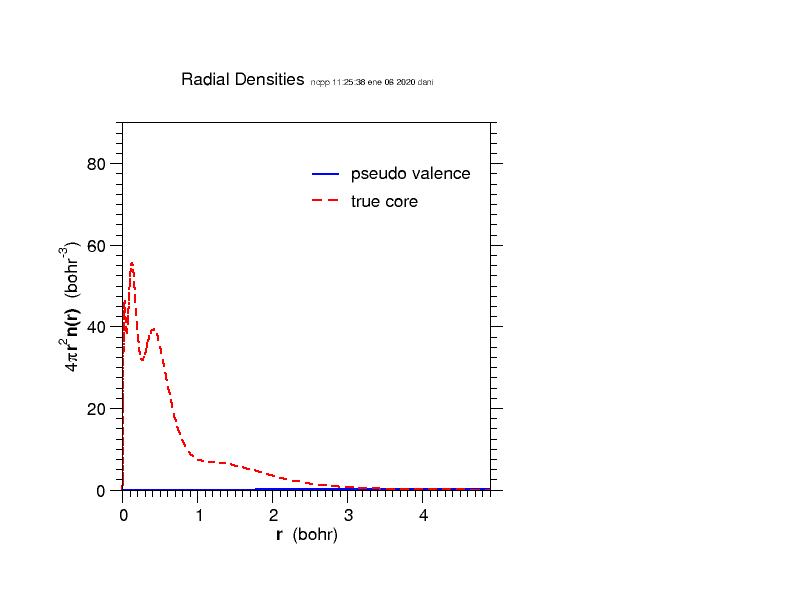 Radial Densities ncpp 11:25:38 ene 06 2020 dani
pseudo valence
true core
80
60
40
20
0
4πr²n(r) (bohr⁻³)
0 1 2 3 4
r (bohr)